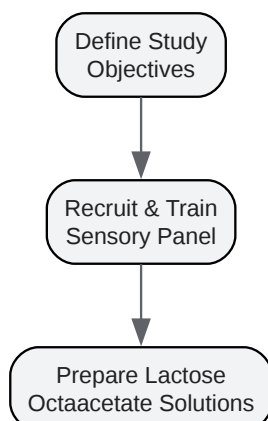 Define Study
Objectives
Recruit & Train
Sensory Panel
Prepare Lactose
Octaacetate Solutions